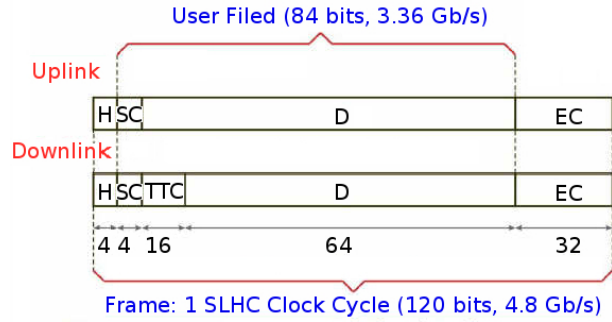 User Filed (84 bits, 3.36 Gb/s)
Uplink
H SC D EC
Downlink
H SC TTC D EC
4 4 16 64 32
Frame: 1 SLHC Clock Cycle (120 bits, 4.8 Gb/s)